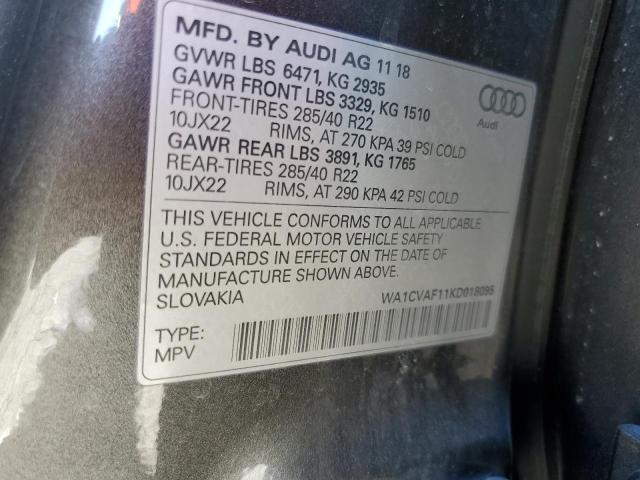 MFD. BY AUDI AG 11 18
GVWR LBS 6471, KG 2935
GAWR FRONT LBS 3329, KG 1510
FRONT-TIRES 285/40 R22
10JX22 RIMS, AT 270 KPA 39 PSI COLD
GAWR REAR LBS 3891, KG 1765
REAR-TIRES 285/40 R22
10JX22 RIMS, AT 290 KPA 42 PSI COLD
Audi
THIS VEHICLE CONFORMS TO ALL APPLICABLE
U.S. FEDERAL MOTOR VEHICLE SAFETY
STANDARDS IN EFFECT ON THE DATE OF
MANUFACTURE SHOWN ABOVE.
SLOVAKIA WA1CVAF11KD018095
TYPE:
MPV